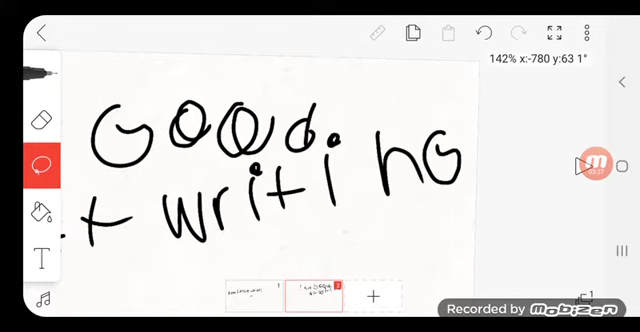 142% x:-780 y:63 1°
GOOD.
.t writing
T
Recorded by MOBIZEN